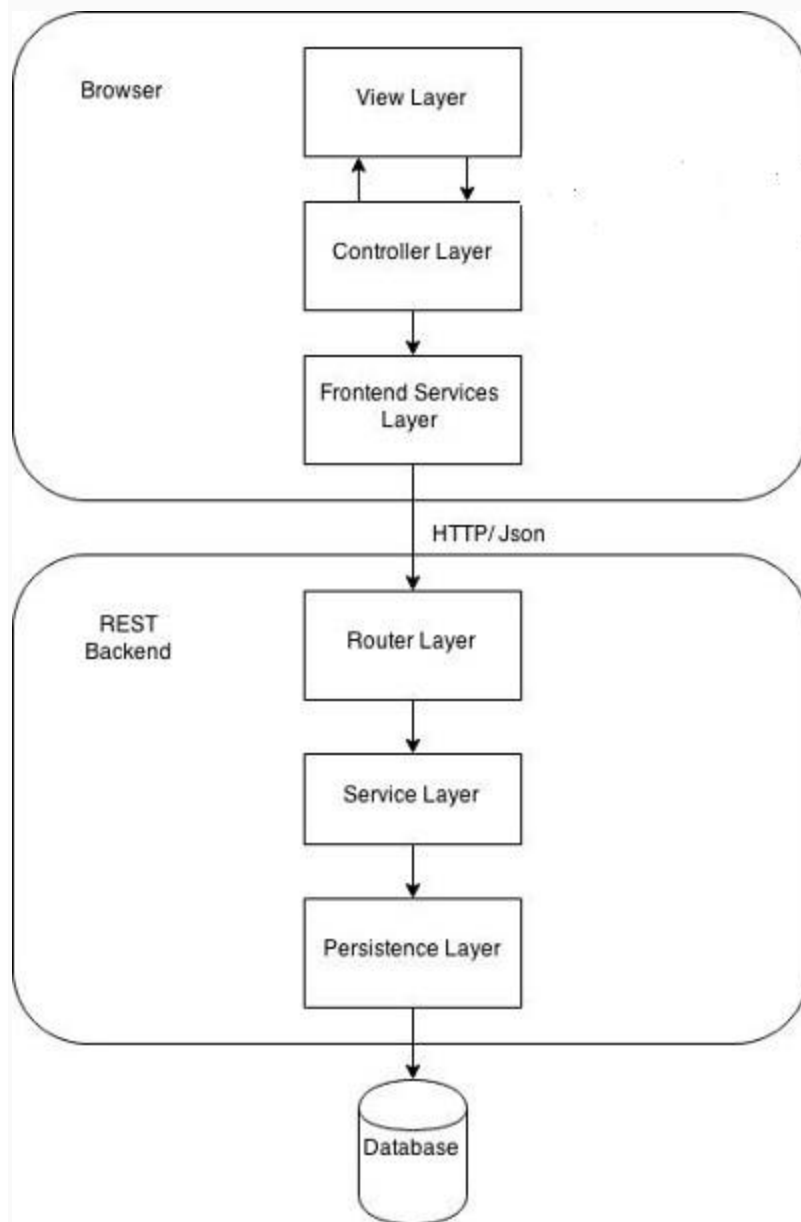 Browser
View Layer
Controller Layer
Frontend Services
Layer
HTTP/ Json
REST
Backend
Router Layer
Service Layer
Persistence Layer
Database